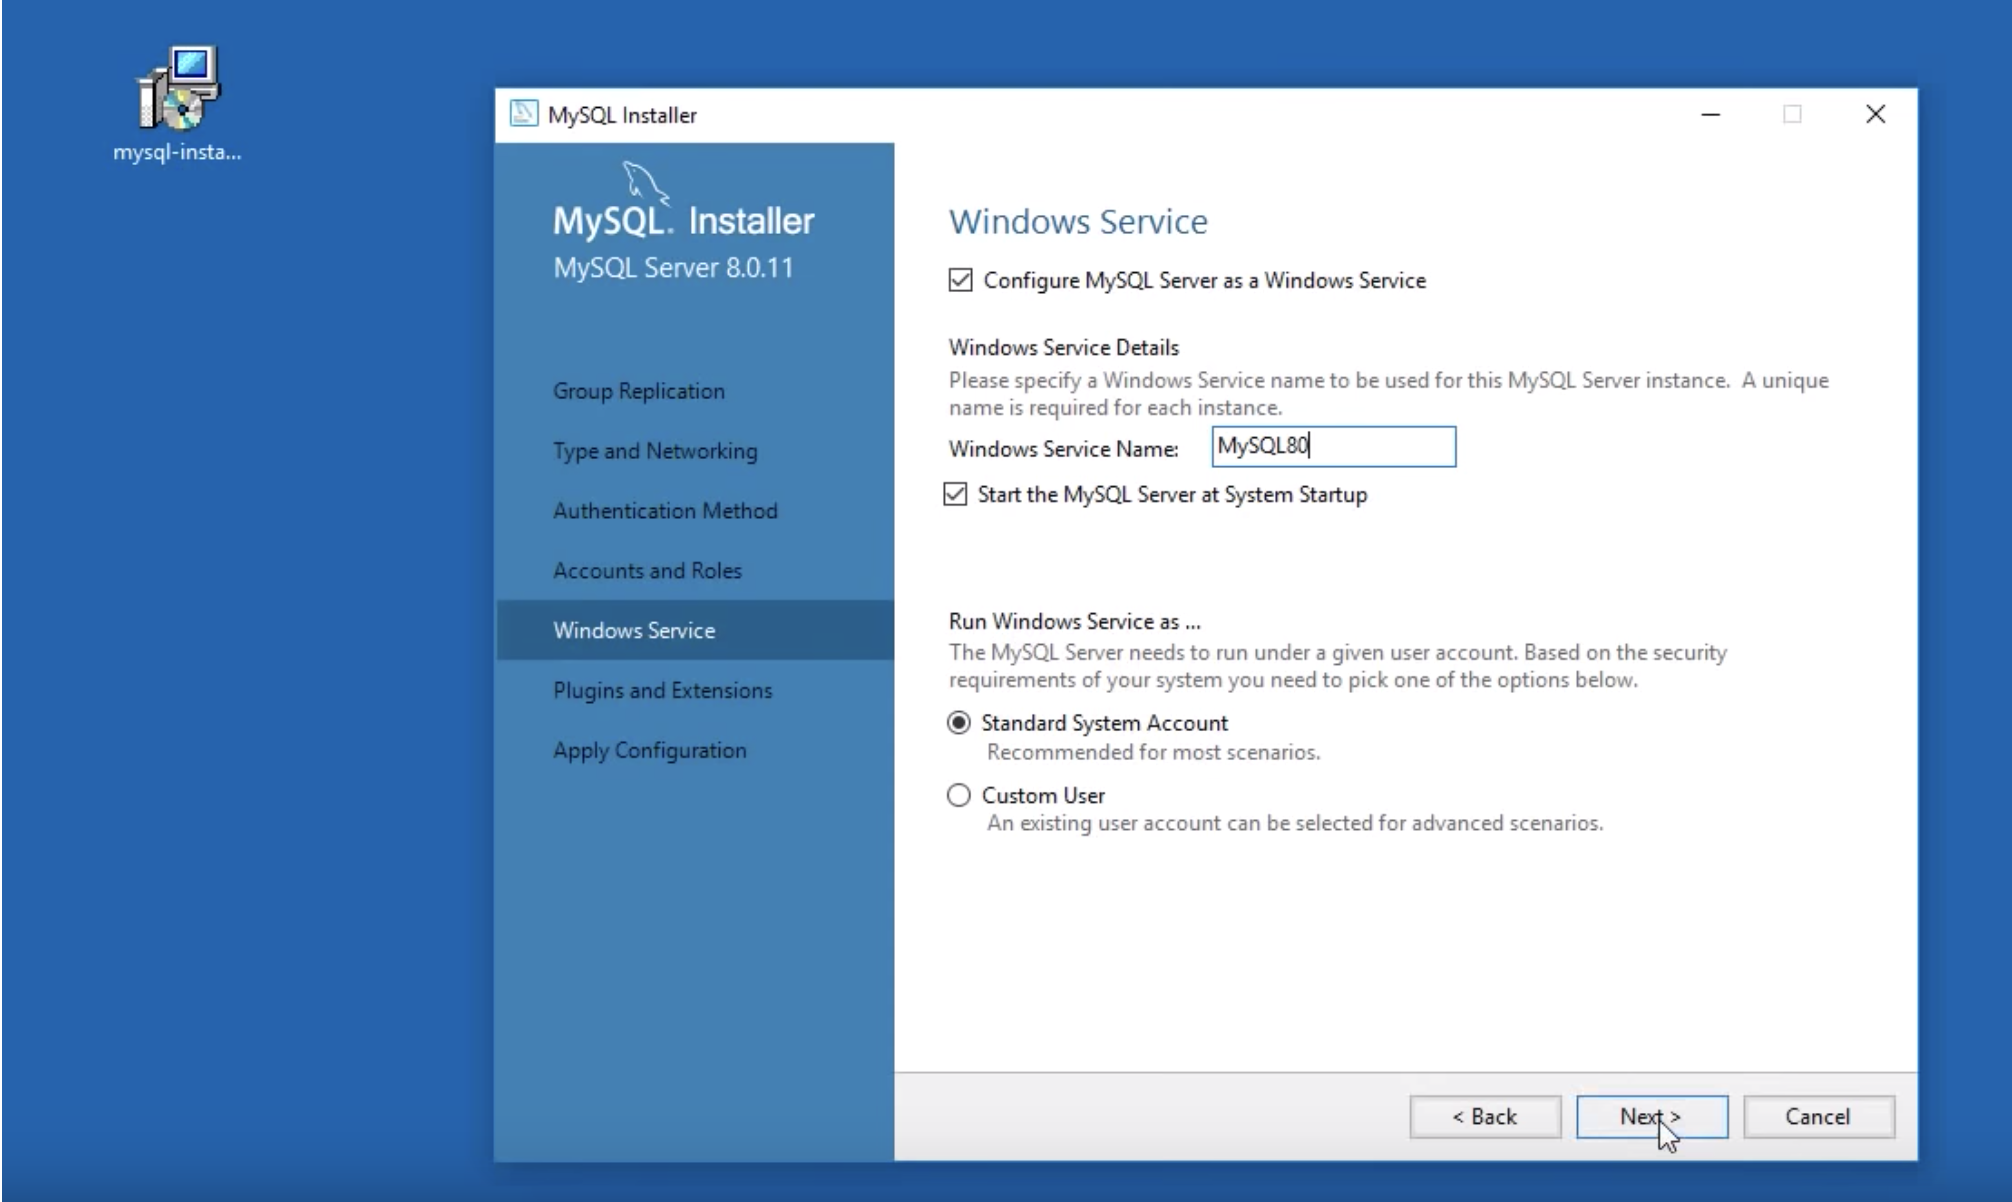 mysql-insta...
MySQL Installer
MySQL. Installer
MySQL Server 8.0.11
Group Replication
Type and Networking
Authentication Method
Accounts and Roles
Windows Service
Plugins and Extensions
Apply Configuration
Windows Service
Configure MySQL Server as a Windows Service
Windows Service Details
Please specify a Windows Service name to be used for this MySQL Server instance. A unique
name is required for each instance.
Windows Service Name: MySQL80
Start the MySQL Server at System Startup
Run Windows Service as ...
The MySQL Server needs to run under a given user account. Based on the security
requirements of your system you need to pick one of the options below.
Standard System Account
Recommended for most scenarios.
Custom User
An existing user account can be selected for advanced scenarios.
< Back Next > Cancel